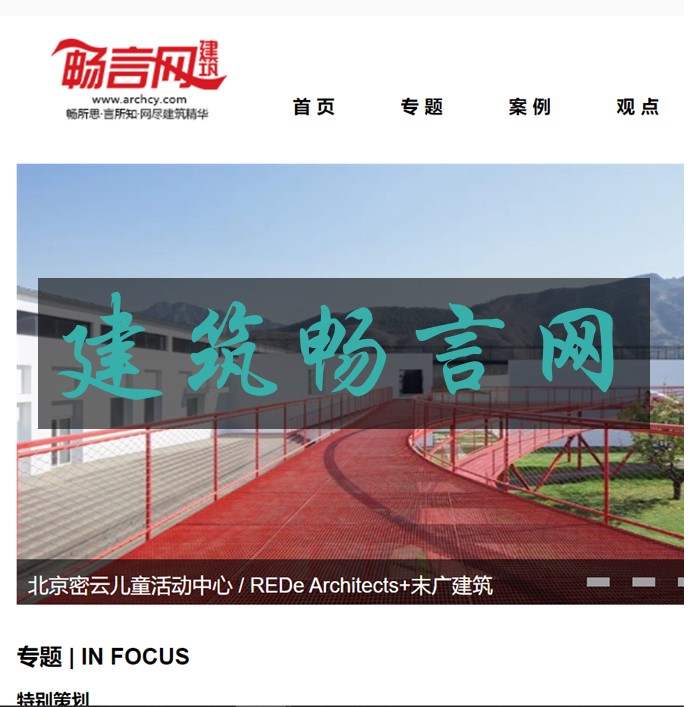 畅言网建筑
www.archcy.com
畅所思·言所知·网尽建筑精华
首页 专题 案例 观点
建筑畅言网
北京密云儿童活动中心 / REDe Architects+末广建筑
专题 | IN FOCUS
特别策划